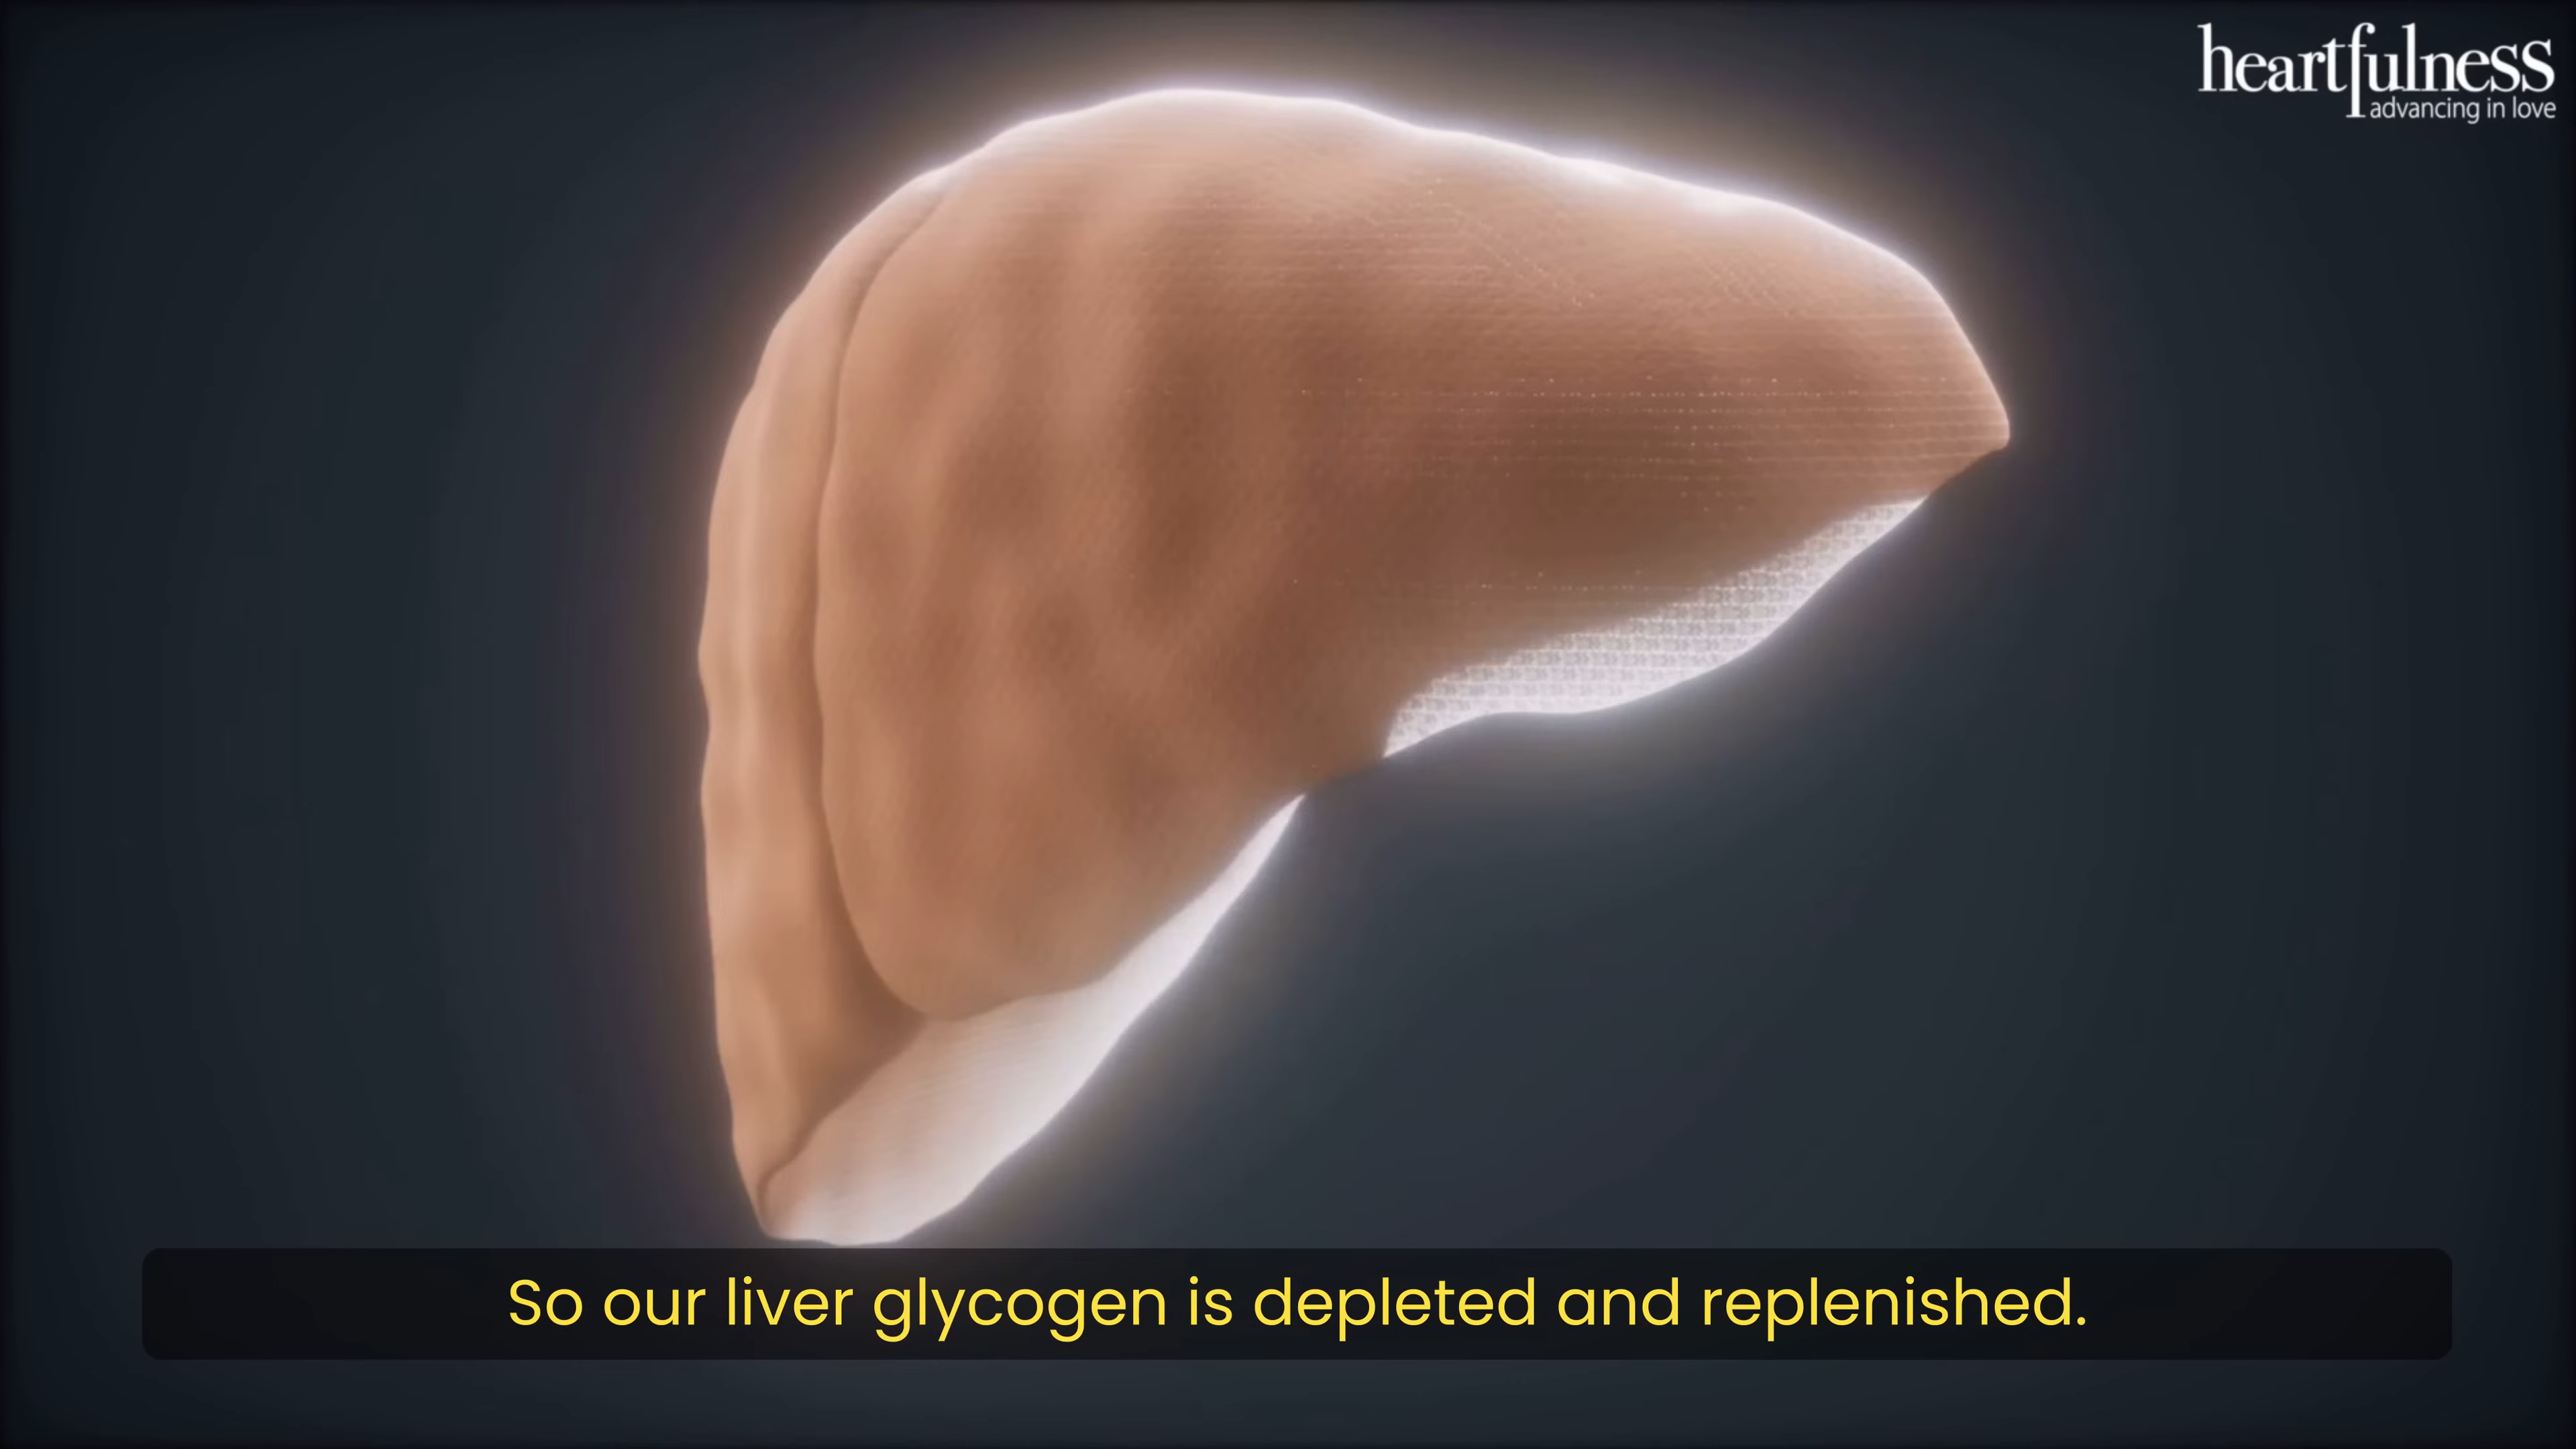 heartfulness
advancing in love
So our liver glycogen is depleted and replenished.